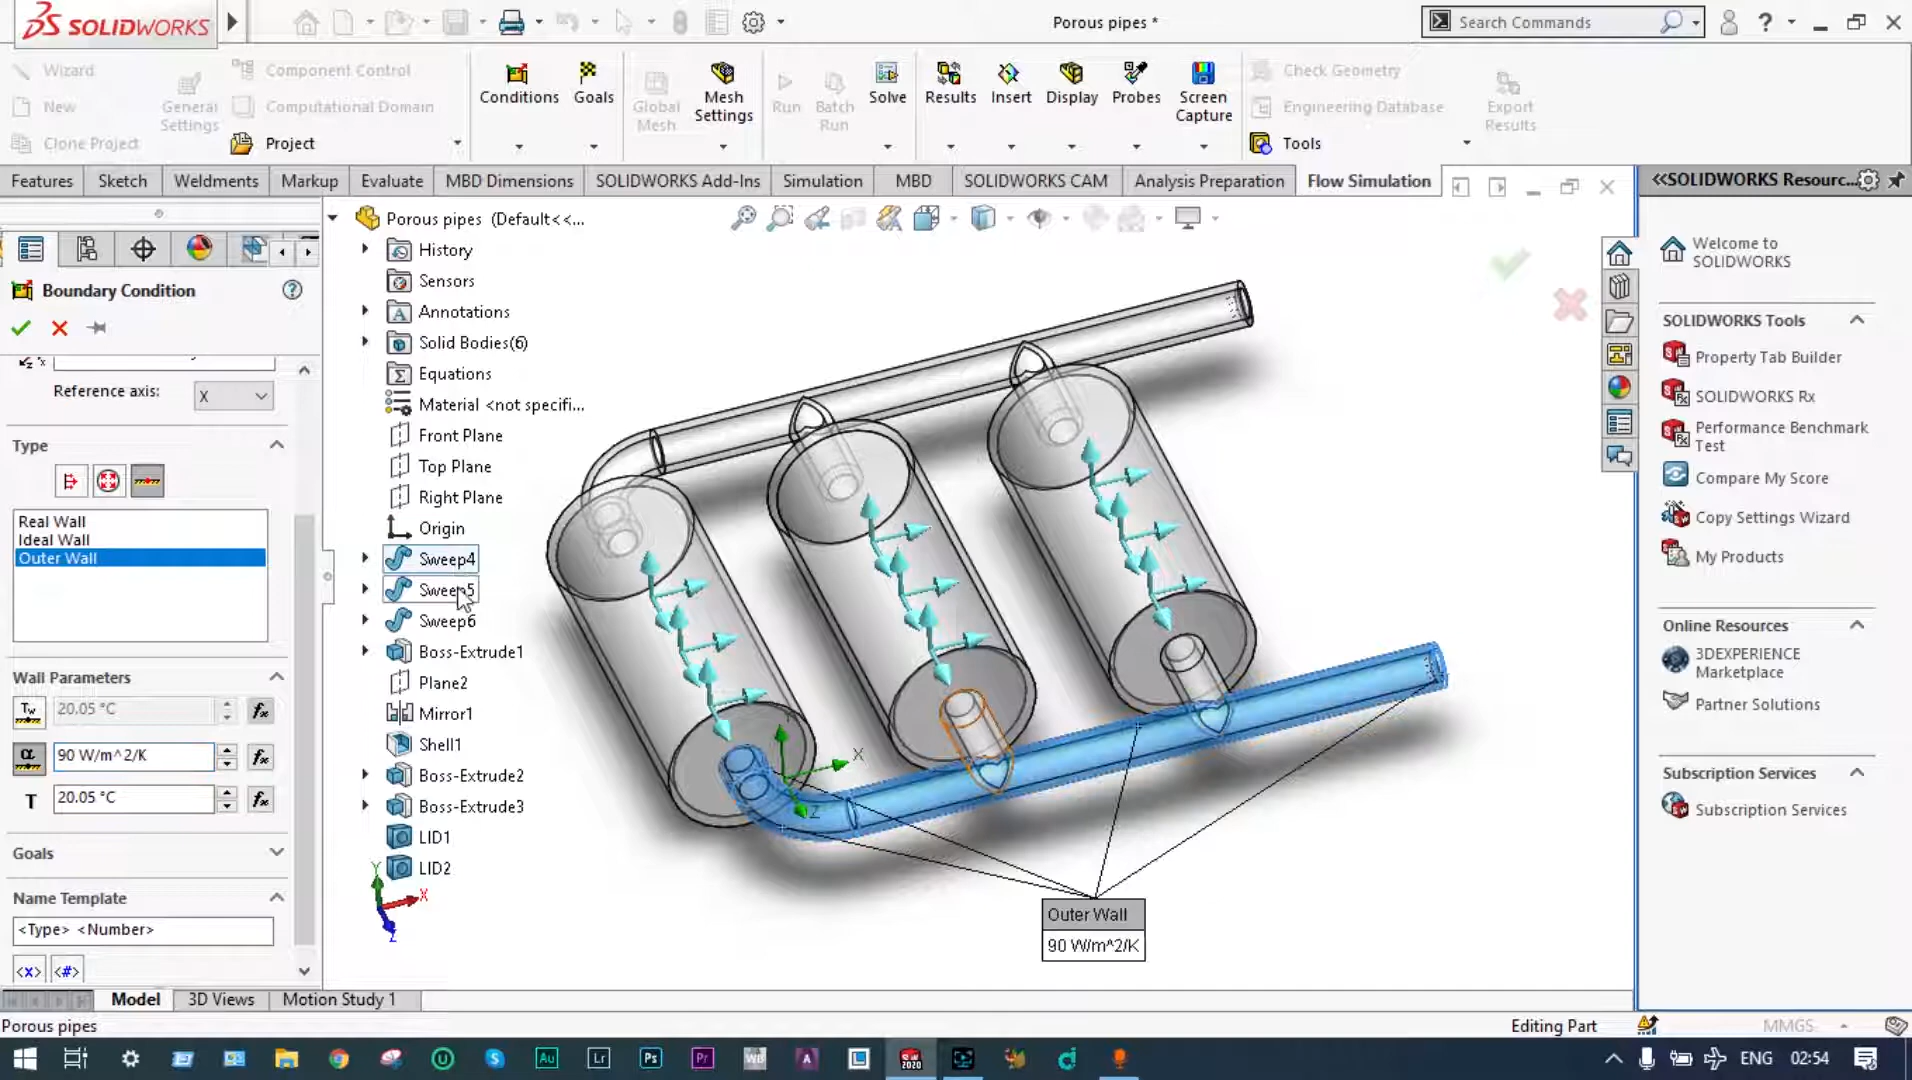 SOLIDWORKS
Porous pipes *
Search Commands
Wizard
New
Clone Project
General Settings
Component Control
Computational Domain
Project
Conditions
Goals
Global Mesh
Mesh Settings
Run
Batch Run
Solve
Results
Insert
Display
Probes
Screen Capture
Check Geometry
Engineering Database
Tools
Export Results
Features
Sketch
Weldments
Markup
Evaluate
MBD Dimensions
SOLIDWORKS Add-Ins
Simulation
MBD
SOLIDWORKS CAM
Analysis Preparation
Flow Simulation
Boundary Condition
Reference axis:
X
Type
Real Wall
Ideal Wall
Outer Wall
Wall Parameters
Tw
20.05 °C
α
90 W/m^2/K
T
20.05 °C
Goals
Name Template
<Type> <Number>
<x>
<#>
Porous pipes (Default<<...
History
Sensors
Annotations
Solid Bodies(6)
Equations
Material <not specifi...
Front Plane
Top Plane
Right Plane
Origin
Sweep4
Sweep5
Sweep6
Boss-Extrude1
Plane2
Mirror1
Shell1
Boss-Extrude2
Boss-Extrude3
LID1
LID2
X
Z
Y
X
Z
Outer Wall
90 W/m^2/K
SOLIDWORKS Resourc...
Welcome to SOLIDWORKS
SOLIDWORKS Tools
Property Tab Builder
SOLIDWORKS Rx
Performance Benchmark Test
Compare My Score
Copy Settings Wizard
My Products
Online Resources
3DEXPERIENCE Marketplace
Partner Solutions
Subscription Services
Subscription Services
Model
3D Views
Motion Study 1
Porous pipes
Editing Part
MMGS
Au
Lr
Ps
Pr
WB
A
2020
ENG
02:54